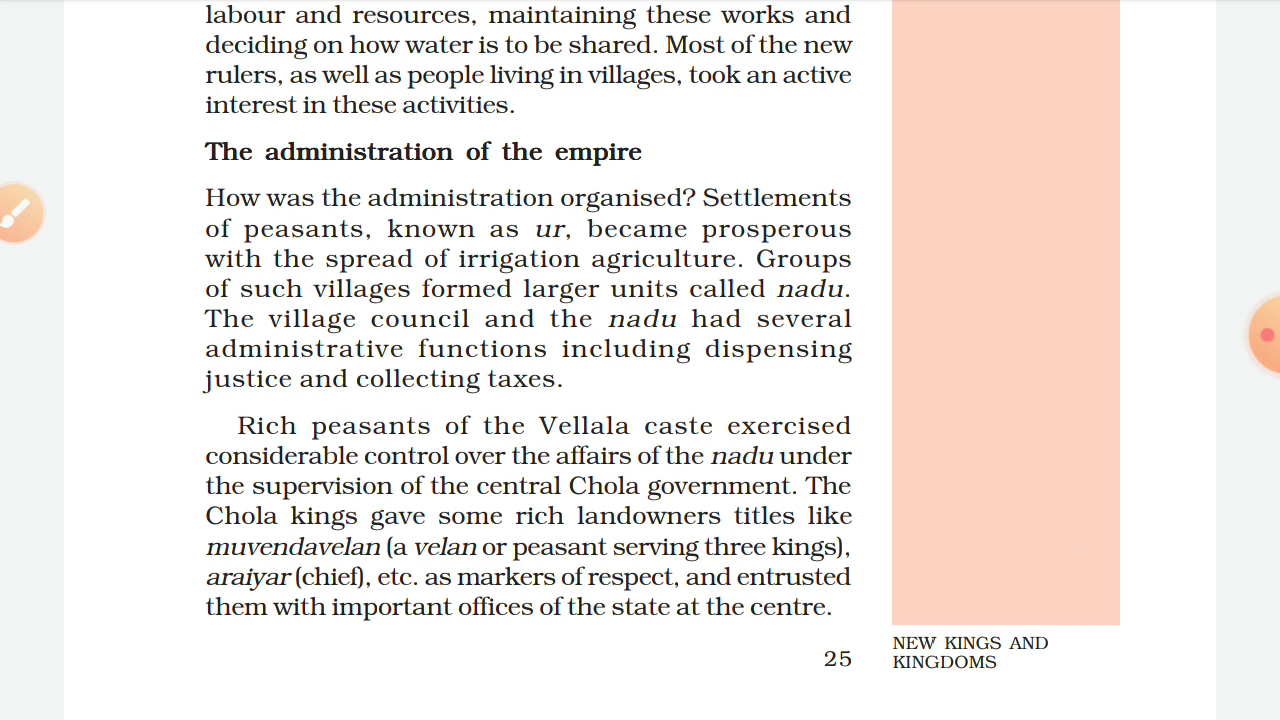 labour and resources, maintaining these works and
deciding on how water is to be shared. Most of the new
rulers, as well as people living in villages, took an active
interest in these activities.
The administration of the empire
How was the administration organised? Settlements
of peasants, known as ur, became prosperous
with the spread of irrigation agriculture. Groups
of such villages formed larger units called nadu.
The village council and the nadu had several
administrative functions including dispensing
justice and collecting taxes.
Rich peasants of the Vellala caste exercised
considerable control over the affairs of the nadu under
the supervision of the central Chola government. The
Chola kings gave some rich landowners titles like
muvendavelan (a velan or peasant serving three kings),
araiyar (chief), etc. as markers of respect, and entrusted
them with important offices of the state at the centre.
25
NEW KINGS AND
KINGDOMS